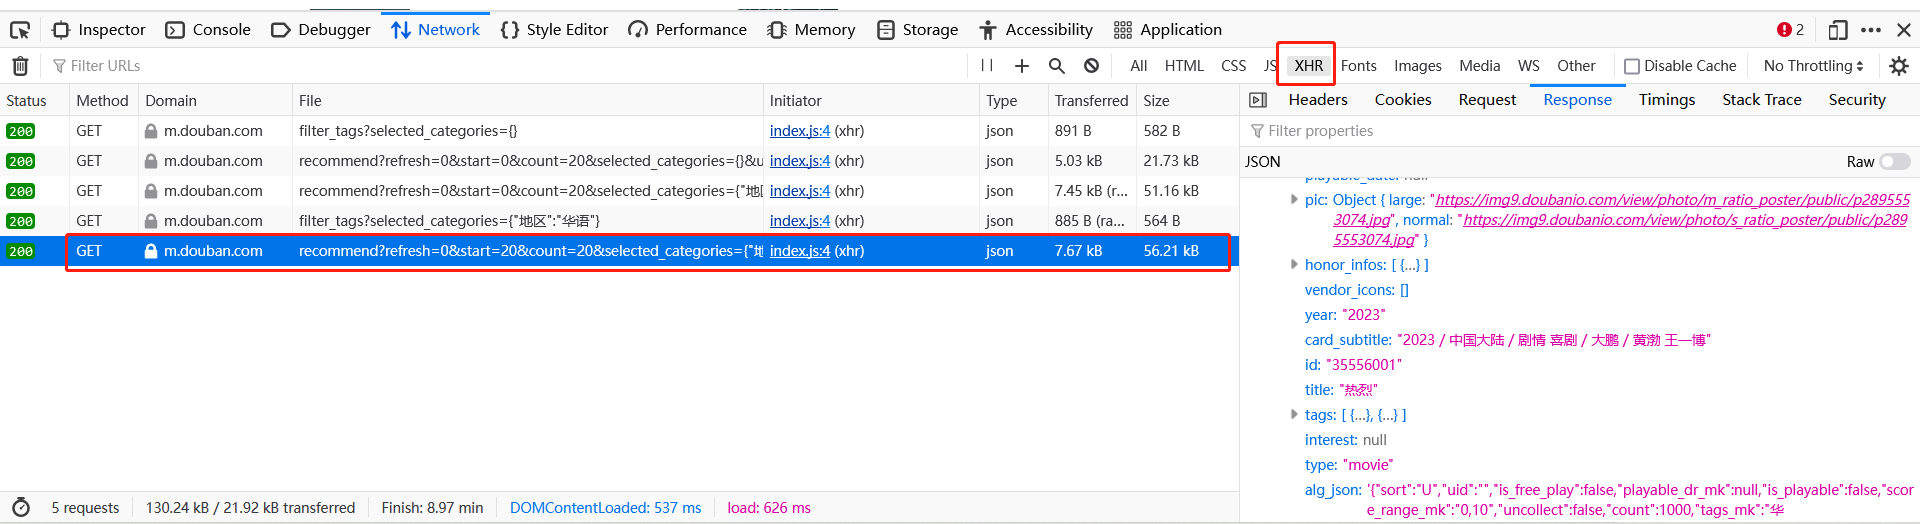 Inspector Console Debugger Network Style Editor Performance Memory Storage Accessibility Application 2
Filter URLs All HTML CSS JS XHR Fonts Images Media WS Other Disable Cache No Throttling
Status Method Domain File Initiator Type Transferred Size
200 GET m.douban.com filter_tags?selected_categories={} index.js:4 (xhr) json 891 B 582 B
200 GET m.douban.com recommend?refresh=0&start=0&count=20&selected_categories={}&u index.js:4 (xhr) json 5.03 kB 21.73 kB
200 GET m.douban.com recommend?refresh=0&start=0&count=20&selected_categories={"地区 index.js:4 (xhr) json 7.45 kB (r... 51.16 kB
200 GET m.douban.com filter_tags?selected_categories={"地区":"华语"} index.js:4 (xhr) json 885 B (ra... 564 B
200 GET m.douban.com recommend?refresh=0&start=20&count=20&selected_categories={"地 index.js:4 (xhr) json 7.67 kB 56.21 kB
5 requests 130.24 kB / 21.92 kB transferred Finish: 8.97 min DOMContentLoaded: 537 ms load: 626 ms
Headers Cookies Request Response Timings Stack Trace Security
Filter properties
JSON Raw
playable_date: null
pic: Object { large: "https://img9.doubanio.com/view/photo/m_ratio_poster/public/p289555
3074.jpg", normal: "https://img9.doubanio.com/view/photo/s_ratio_poster/public/p289
5553074.jpg" }
honor_infos: [ {…} ]
vendor_icons: []
year: "2023"
card_subtitle: "2023 / 中国大陆 / 剧情 喜剧 / 大鹏 / 黄渤 王一博"
id: "35556001"
title: "热烈"
tags: [ {…}, {…} ]
interest: null
type: "movie"
alg_json: '{"sort":"U","uid":"","is_free_play":false,"playable_dr_mk":null,"is_playable":false,"scor
e_range_mk":"0,10","uncollect":false,"count":1000,"tags_mk":"华